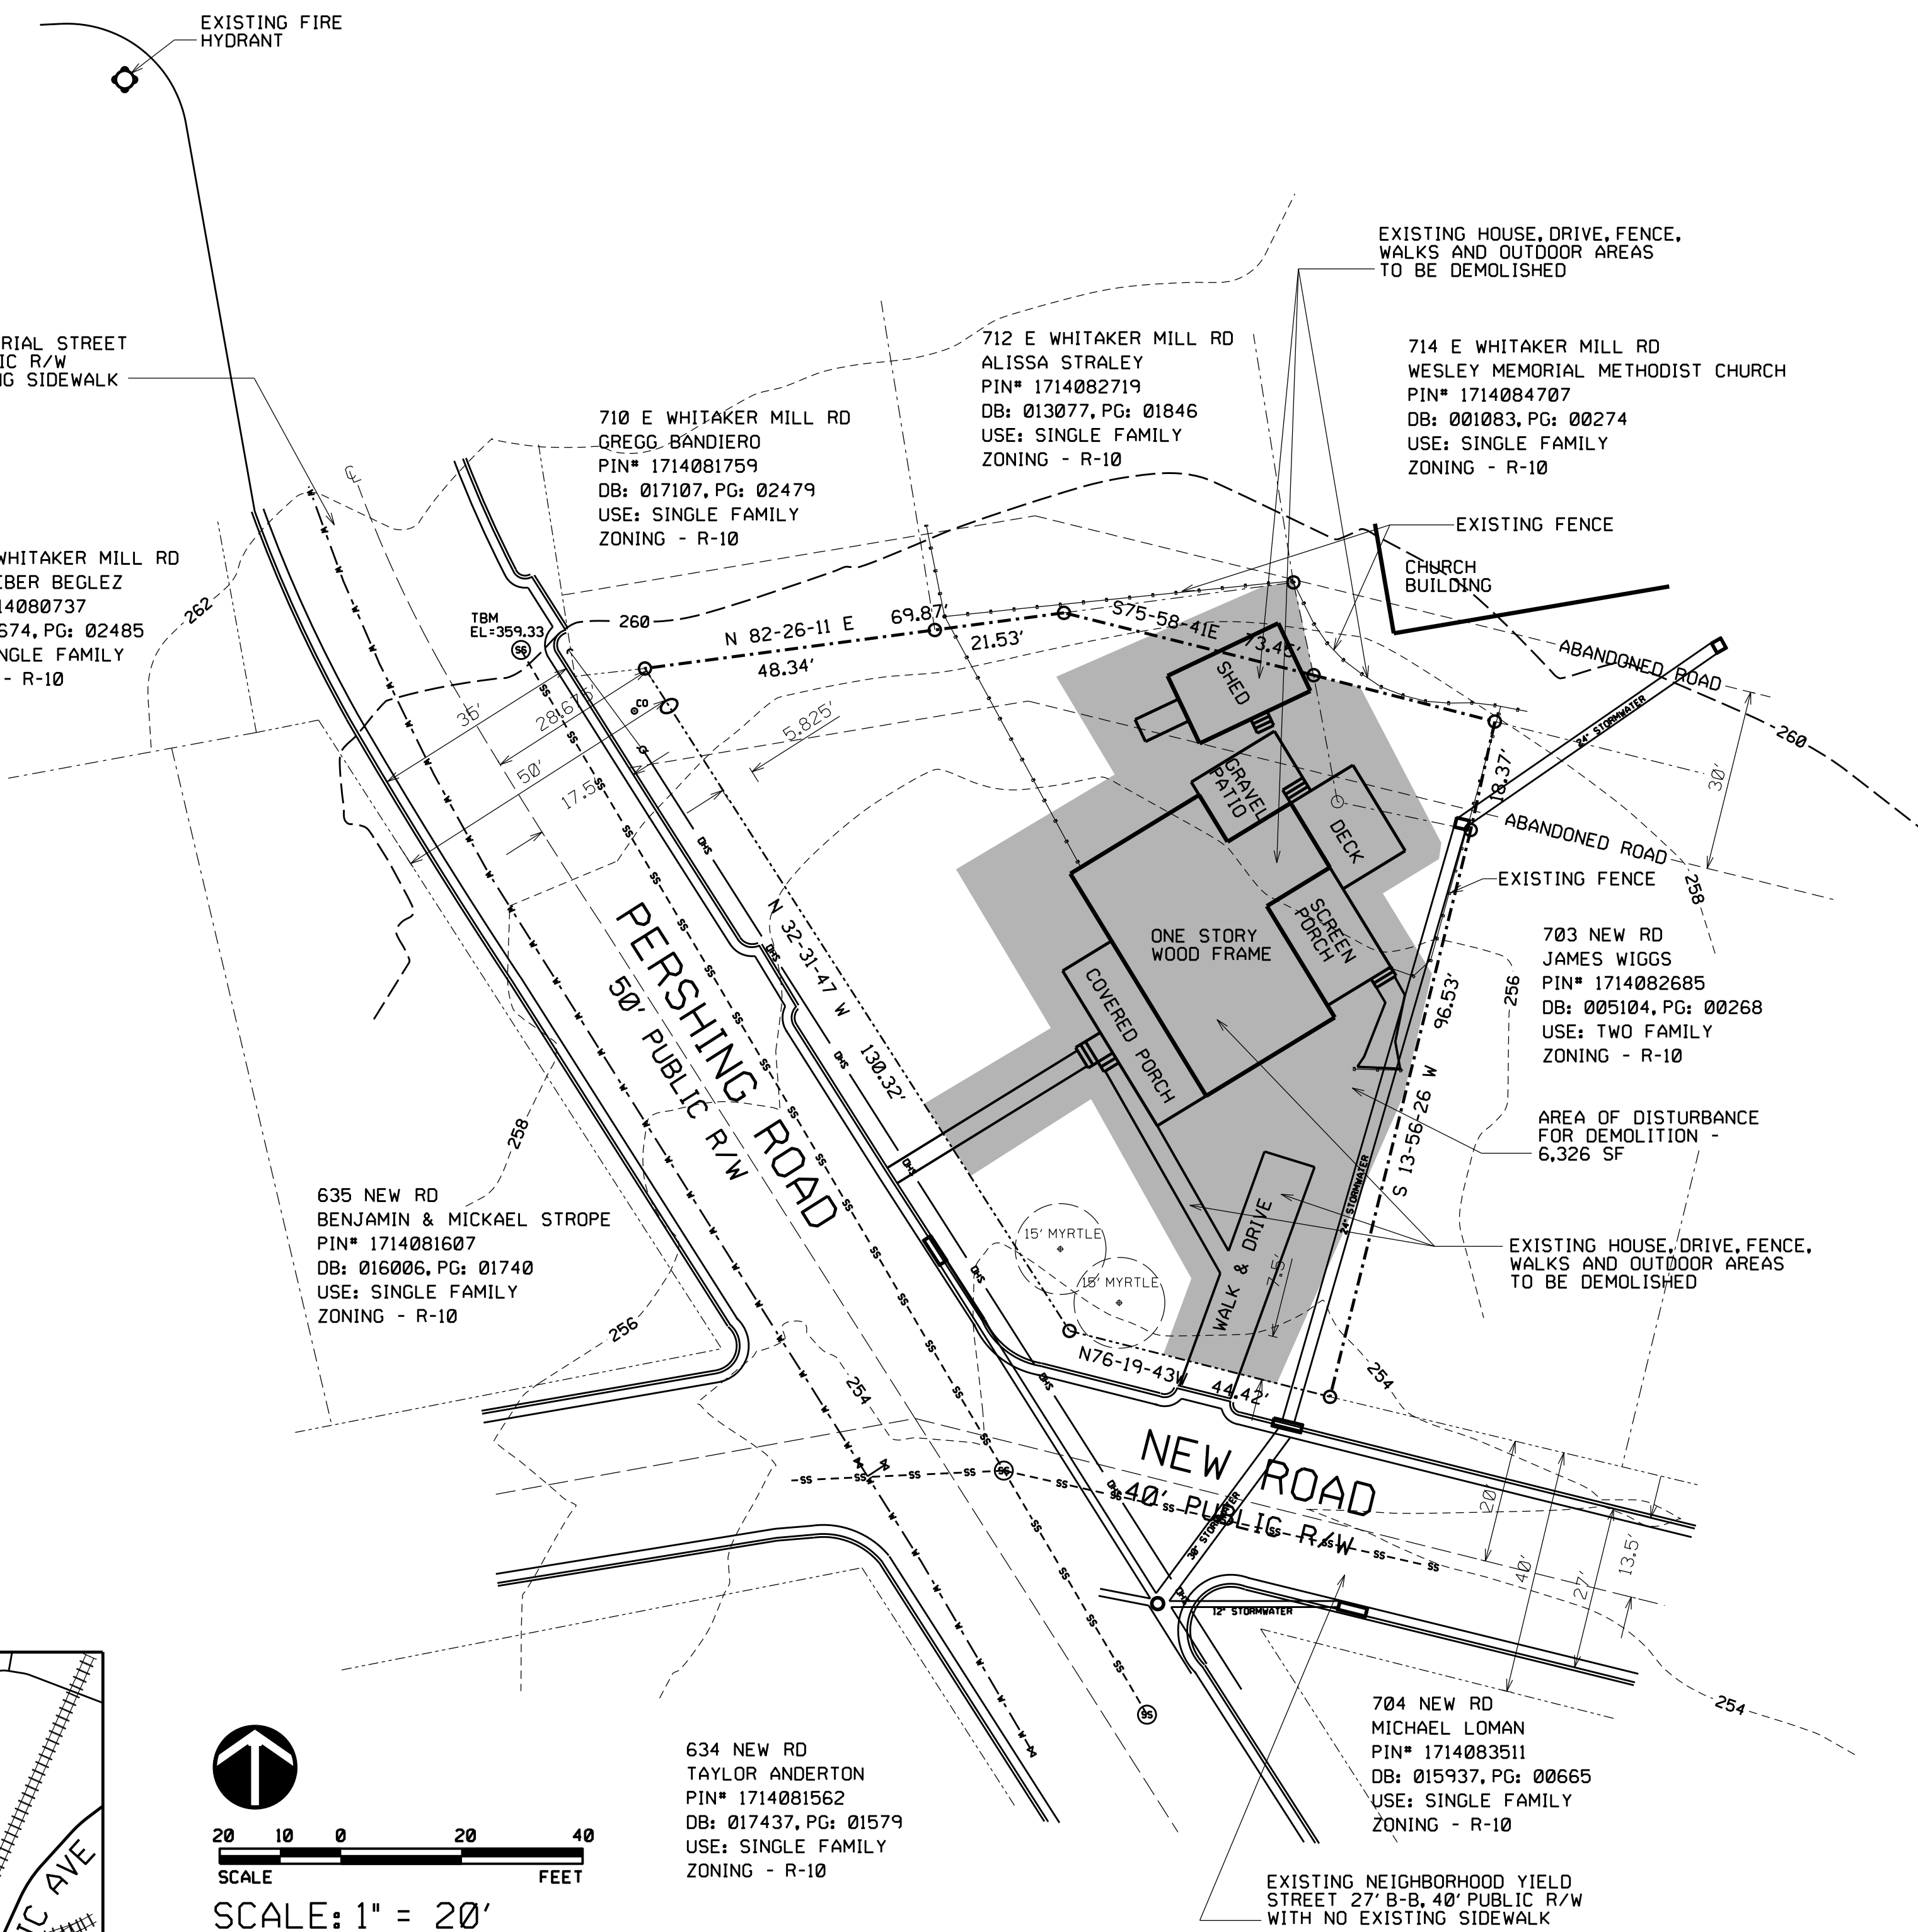 EXISTING FIRE
HYDRANT
RIAL STREET
IC R/W
NG SIDEWALK
WHITAKER MILL RD
EBER BEGLEZ
14080737
674, PG: 02485
NGLE FAMILY
- R-10
262
℄
710 E WHITAKER MILL RD
GREGG BANDIERO
PIN# 1714081759
DB: 017107, PG: 02479
USE: SINGLE FAMILY
ZONING - R-10
712 E WHITAKER MILL RD
ALISSA STRALEY
PIN# 1714082719
DB: 013077, PG: 01846
USE: SINGLE FAMILY
ZONING - R-10
EXISTING HOUSE, DRIVE, FENCE,
WALKS AND OUTDOOR AREAS
TO BE DEMOLISHED
714 E WHITAKER MILL RD
WESLEY MEMORIAL METHODIST CHURCH
PIN# 1714084707
DB: 001083, PG: 00274
USE: SINGLE FAMILY
ZONING - R-10
EXISTING FENCE
CHURCH
BUILDING
TBM
EL=359.33
SS
260
N 82-26-11 E
69.87'
48.34'
21.53'
S75-58-41E
73.45'
SHED
ABANDONED ROAD
24" STORMWATER
260
30'
18.37'
CO
35'
50'
17.5'
5.825'
GRAVEL
PATIO
DECK
ABANDONED ROAD
EXISTING FENCE
258
SCREEN
PORCH
ONE STORY
WOOD FRAME
COVERED PORCH
N 32-31-47 W
130.32'
PERSHING ROAD
50' PUBLIC R/W
96.53'
S 13-56-26 W
256
703 NEW RD
JAMES WIGGS
PIN# 1714082685
DB: 005104, PG: 00268
USE: TWO FAMILY
ZONING - R-10
AREA OF DISTURBANCE
FOR DEMOLITION -
6,326 SF
24" STORMWATER
258
635 NEW RD
BENJAMIN & MICKAEL STROPE
PIN# 1714081607
DB: 016006, PG: 01740
USE: SINGLE FAMILY
ZONING - R-10
256
15' MYRTLE
15' MYRTLE
WALK & DRIVE
7.5'
EXISTING HOUSE, DRIVE, FENCE,
WALKS AND OUTDOOR AREAS
TO BE DEMOLISHED
N76-19-43W
44.42'
254
254
NEW ROAD
40' PUBLIC R/W
20'
40'
27'
13.5'
12" STORMWATER
254
704 NEW RD
MICHAEL LOMAN
PIN# 1714083511
DB: 015937, PG: 00665
USE: SINGLE FAMILY
ZONING - R-10
634 NEW RD
TAYLOR ANDERTON
PIN# 1714081562
DB: 017437, PG: 01579
USE: SINGLE FAMILY
ZONING - R-10
EXISTING NEIGHBORHOOD YIELD
STREET 27' B-B, 40' PUBLIC R/W
WITH NO EXISTING SIDEWALK
IC AVE
20 10 0 20 40
SCALE FEET
SCALE: 1" = 20'